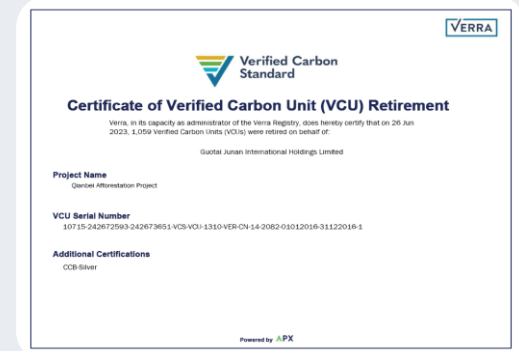 VERRA
Verified Carbon
Standard
Certificate of Verified Carbon Unit (VCU) Retirement
Verra, in its capacity as administrator of the Verra Registry, does hereby certify that on 26 Jun
2023, 1,059 Verified Carbon Units (VCUs) were retired on behalf of:
Guotai Junan International Holdings Limited
Project Name
Qianbei Afforestation Project
VCU Serial Number
10715-242672593-242673651-VCS-VCU-1310-VER-CN-14-2082-01012016-31122016-1
Additional Certifications
CCB-Silver
Powered by APX